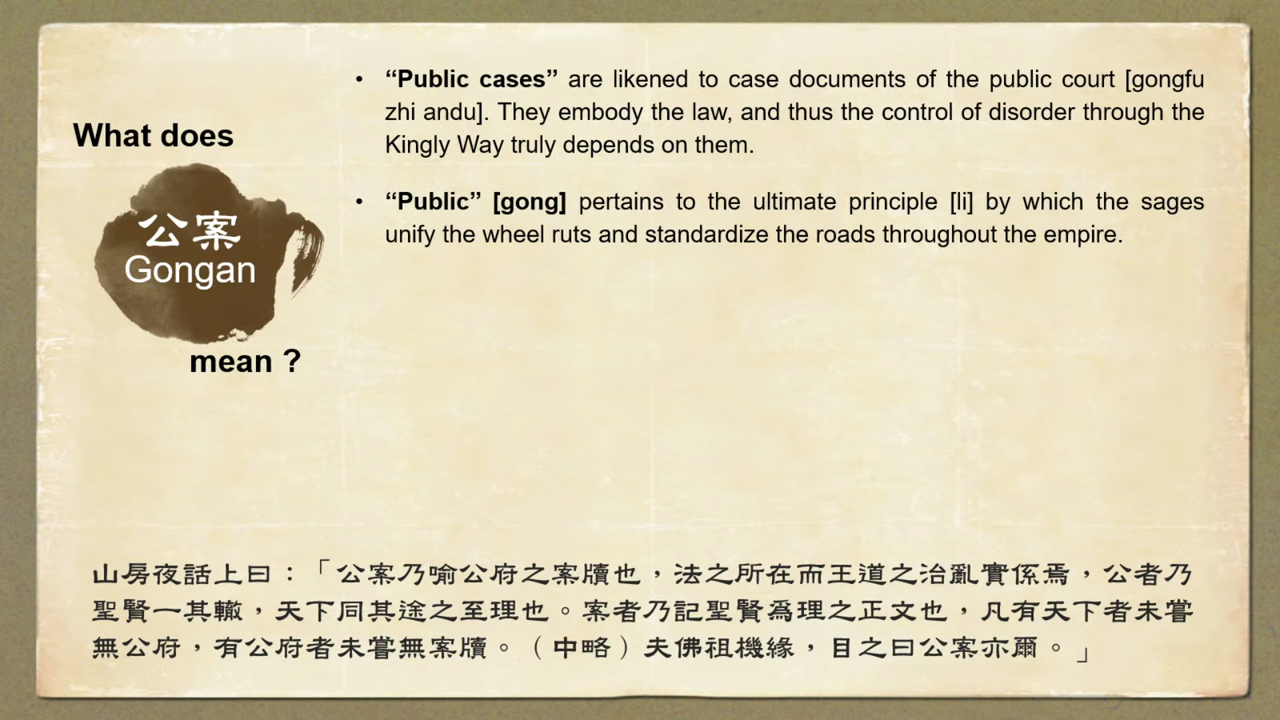 What does
公案
Gongan
mean ?
• “Public cases” are likened to case documents of the public court [gongfu
zhi andu]. They embody the law, and thus the control of disorder through the
Kingly Way truly depends on them.
• “Public” [gong] pertains to the ultimate principle [li] by which the sages
unify the wheel ruts and standardize the roads throughout the empire.
山房夜話上曰：「公案乃喻公府之案牘也，法之所在而王道之治亂實係焉，公者乃
聖賢一其轍，天下同其途之至理也。案者乃記聖賢為理之正文也，凡有天下者未嘗
無公府，有公府者未嘗無案牘。（中略）夫佛祖機緣，目之曰公案亦爾。」